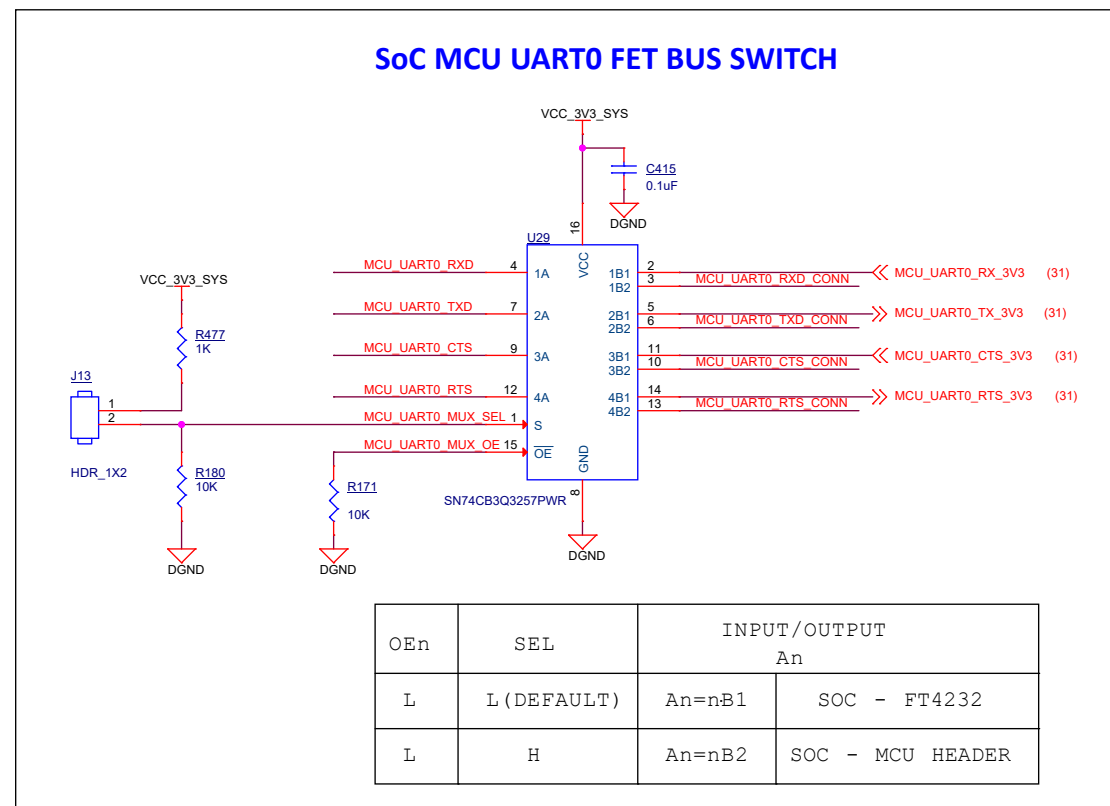 SoC MCU UART0 FET BUS SWITCH
VCC_3V3_SYS
C415
0.1uF
DGND
16
U29
VCC
MCU_UART0_RXD 4 1A
1B1 2 MCU_UART0_RX_3V3 (31)
1B2 3 MCU_UART0_RXD_CONN
VCC_3V3_SYS
MCU_UART0_TXD 7 2A
2B1 5 MCU_UART0_TX_3V3 (31)
2B2 6 MCU_UART0_TXD_CONN
R477
1K
MCU_UART0_CTS 9 3A
3B1 11 MCU_UART0_CTS_3V3 (31)
3B2 10 MCU_UART0_CTS_CONN
J13
1
2
MCU_UART0_RTS 12 4A
4B1 14 MCU_UART0_RTS_3V3 (31)
4B2 13 MCU_UART0_RTS_CONN
MCU_UART0_MUX_SEL 1 S
MCU_UART0_MUX_OE 15 OE
GND
8
HDR_1X2
R180
10K
R171
10K
SN74CB3Q3257PWR
DGND
DGND
DGND
OEn SEL INPUT/OUTPUT
An
L L(DEFAULT) An=nB1 SOC - FT4232
L H An=nB2 SOC - MCU HEADER